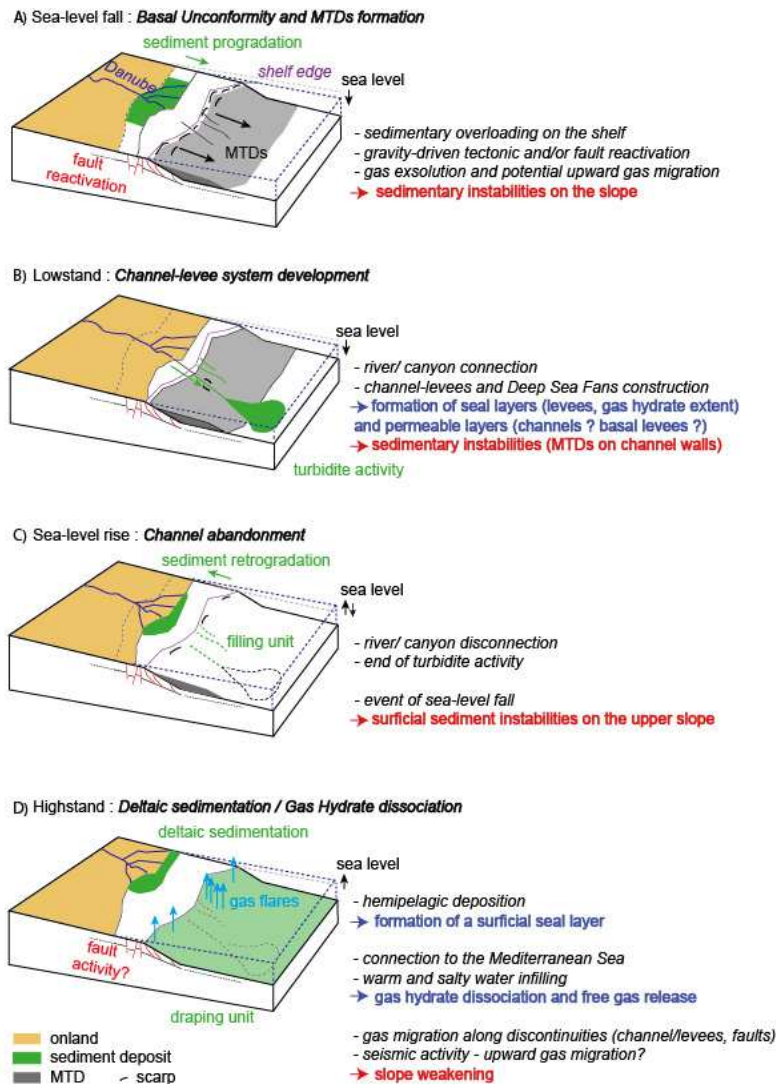 A) Sea-level fall : Basal Unconformity and MTDs formation
sediment progradation
Danube
shelf edge
sea level
MTDs
fault
reactivation
- sedimentary overloading on the shelf
- gravity-driven tectonic and/or fault reactivation
- gas exsolution and potential upward gas migration
→ sedimentary instabilities on the slope
B) Lowstand : Channel-levee system development
sea level
- river/ canyon connection
- channel-levees and Deep Sea Fans construction
→ formation of seal layers (levees, gas hydrate extent)
and permeable layers (channels ? basal levees ?)
→ sedimentary instabilities (MTDs on channel walls)
turbidite activity
C) Sea-level rise : Channel abandonment
sediment retrogradation
sea level
filling unit
- river/ canyon disconnection
- end of turbidite activity
- event of sea-level fall
→ surficial sediment instabilities on the upper slope
D) Highstand : Deltaic sedimentation / Gas Hydrate dissociation
deltaic sedimentation
sea level
gas flares
- hemipelagic deposition
→ formation of a surficial seal layer
fault
activity?
- connection to the Mediterranean Sea
- warm and salty water infilling
→ gas hydrate dissociation and free gas release
draping unit
- gas migration along discontinuities (channel/levees, faults)
- seismic activity - upward gas migration?
→ slope weakening
onland
sediment deposit
MTD
scarp